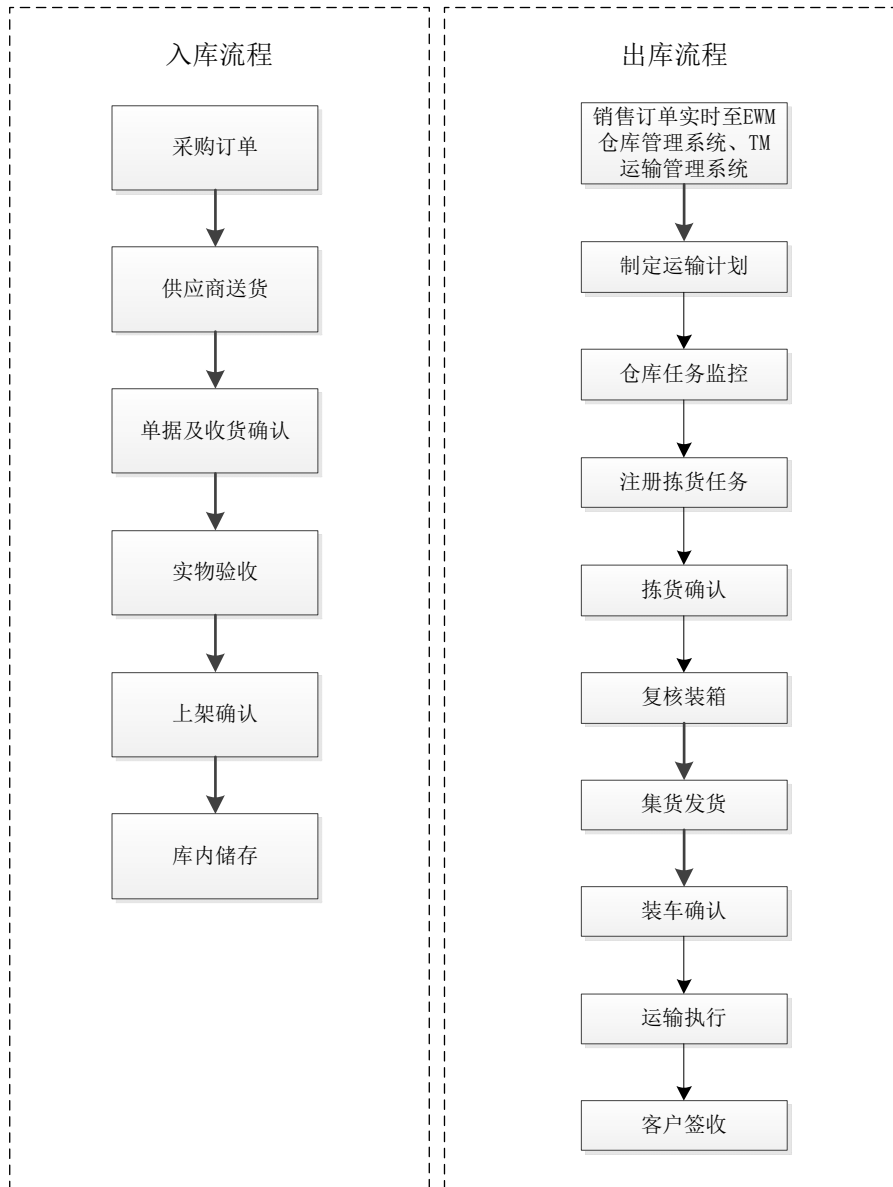 入库流程
采购订单
供应商送货
单据及收货确认
实物验收
上架确认
库内储存
出库流程
销售订单实时至EWM
仓库管理系统、TM
运输管理系统
制定运输计划
仓库任务监控
注册拣货任务
拣货确认
复核装箱
集货发货
装车确认
运输执行
客户签收